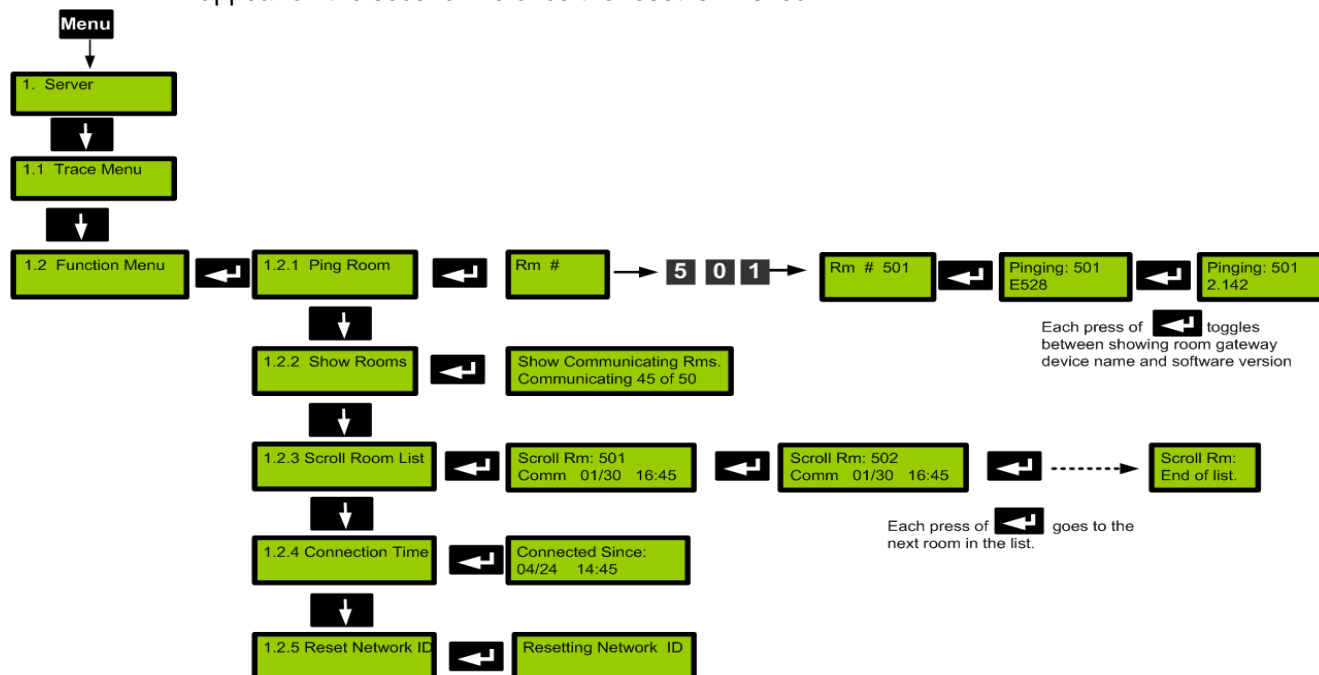 Menu
1. Server
1.1 Trace Menu
1.2 Function Menu
1.2.1 Ping Room
Rm #
5 0 1
Rm # 501
Pinging: 501
E528
Pinging: 501
2.142
Each press of toggles
between showing room gateway
device name and software version
1.2.2 Show Rooms
Show Communicating Rms.
Communicating 45 of 50
1.2.3 Scroll Room List
Scroll Rm: 501
Comm 01/30 16:45
Scroll Rm: 502
Comm 01/30 16:45
Scroll Rm:
End of list.
Each press of goes to the
next room in the list.
1.2.4 Connection Time
Connected Since:
04/24 14:45
1.2.5 Reset Network ID
Resetting Network ID